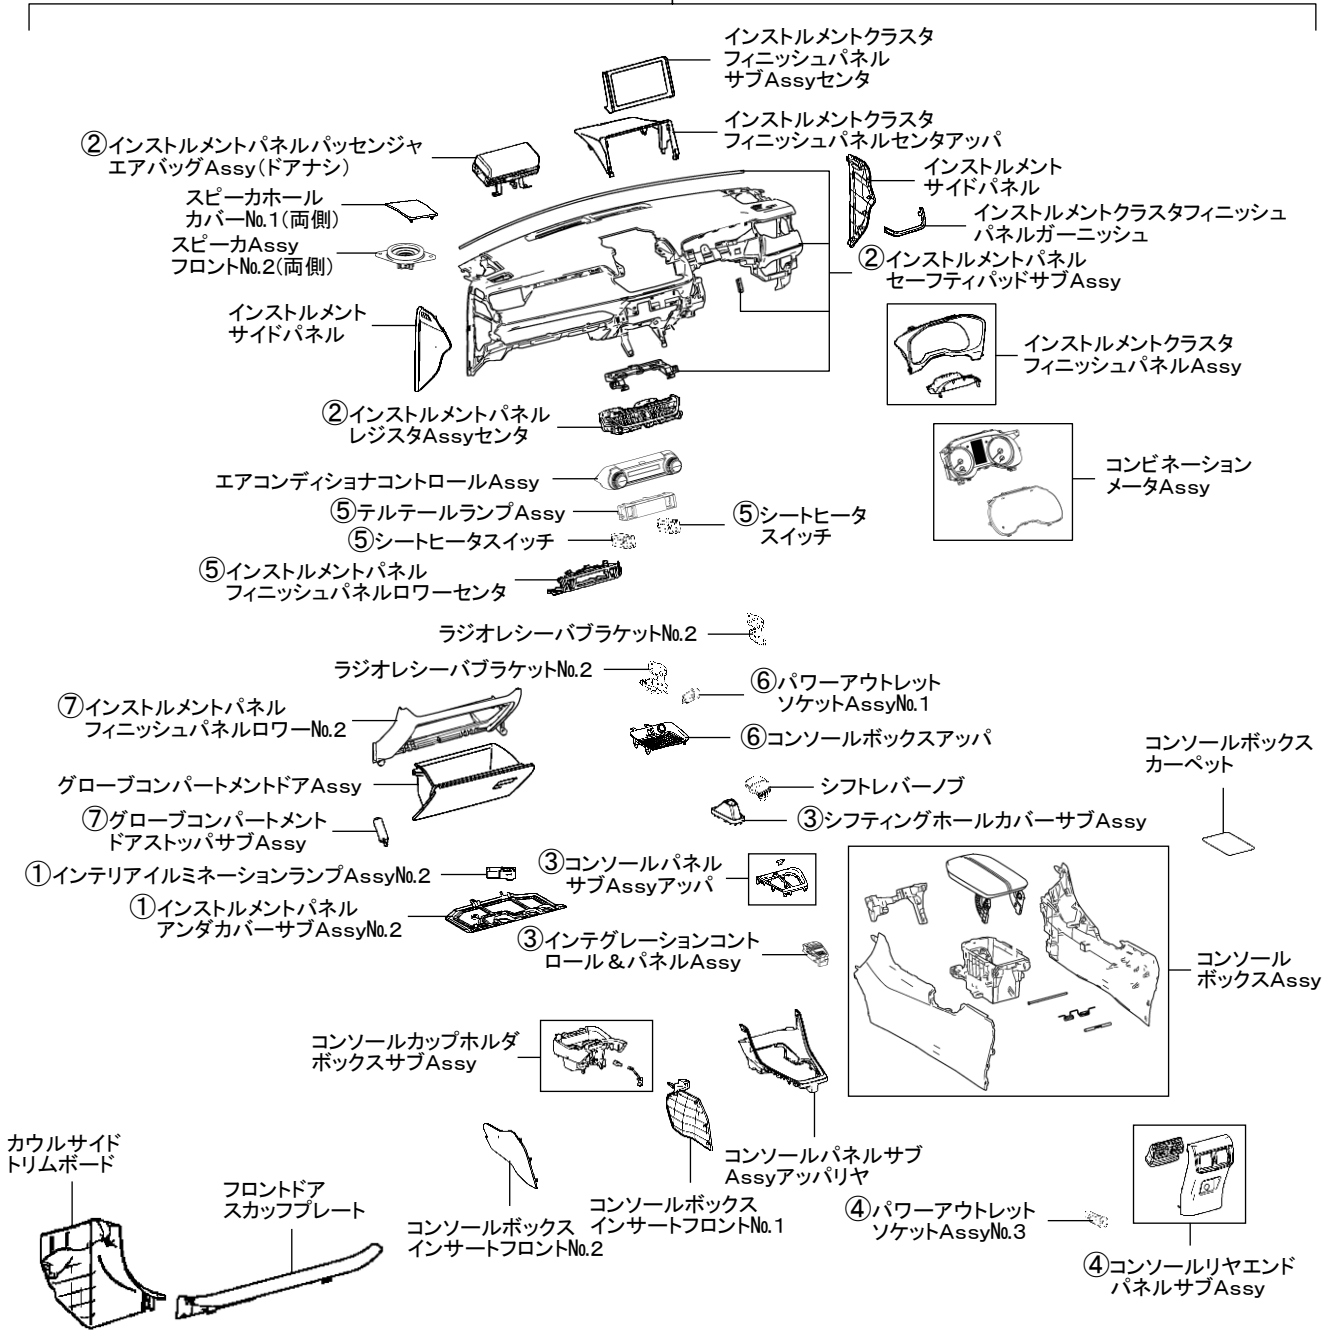 インストルメントクラスタ
フィニッシュパネル
サブAssyセンタ
インストルメントクラスタ
フィニッシュパネルセンタアッパ
②インストルメントパネルパッセンジャ
エアバッグAssy(ドアナシ)
インストルメント
サイドパネル
スピーカホール
カバーNo.1(両側)
インストルメントクラスタフィニッシュ
パネルガーニッシュ
スピーカAssy
フロントNo.2(両側)
②インストルメントパネル
セーフティパッドサブAssy
インストルメント
サイドパネル
インストルメントクラスタ
フィニッシュパネルAssy
②インストルメントパネル
レジスタAssyセンタ
コンビネーション
メータAssy
エアコンディショナコントロールAssy
⑤テルテールランプAssy
⑤シートヒータ
スイッチ
⑤シートヒータスイッチ
⑤インストルメントパネル
フィニッシュパネルロワーセンタ
ラジオレシーバブラケットNo.2
ラジオレシーバブラケットNo.2
⑥パワーアウトレット
ソケットAssyNo.1
⑦インストルメントパネル
フィニッシュパネルロワーNo.2
⑥コンソールボックスアッパ
コンソールボックス
カーペット
グローブコンパートメントドアAssy
シフトレバーノブ
⑦グローブコンパートメント
ドアストッパサブAssy
③シフティングホールカバーサブAssy
③コンソールパネル
サブAssyアッパ
①インテリアイルミネーションランプAssyNo.2
①インストルメントパネル
アンダカバーサブAssyNo.2
③インテグレーションコント
ロール&パネルAssy
コンソール
ボックスAssy
コンソールカップホルダ
ボックスサブAssy
カウルサイド
トリムボード
コンソールパネルサブ
Assyアッパリヤ
フロントドア
スカッフプレート
コンソールボックス
インサートフロントNo.1
コンソールボックス
インサートフロントNo.2
④パワーアウトレット
ソケットAssyNo.3
④コンソールリヤエンド
パネルサブAssy